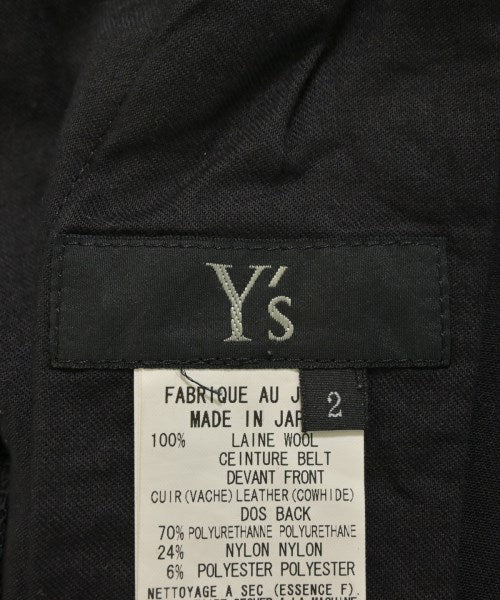 Y's
2
FABRIQUE AU
MADE IN
100% LAINE WOOL
CEINTURE BELT
DEVANT FRONT
CUIR(VACHE)LEATHER(COWHIDE)
DOS BACK
70% POLYURETHANNE POLYURETHANE
24% NYLON NYLON
6% POLYESTER POLYESTER
NETTOYAGE A SEC (ESSENCE F).